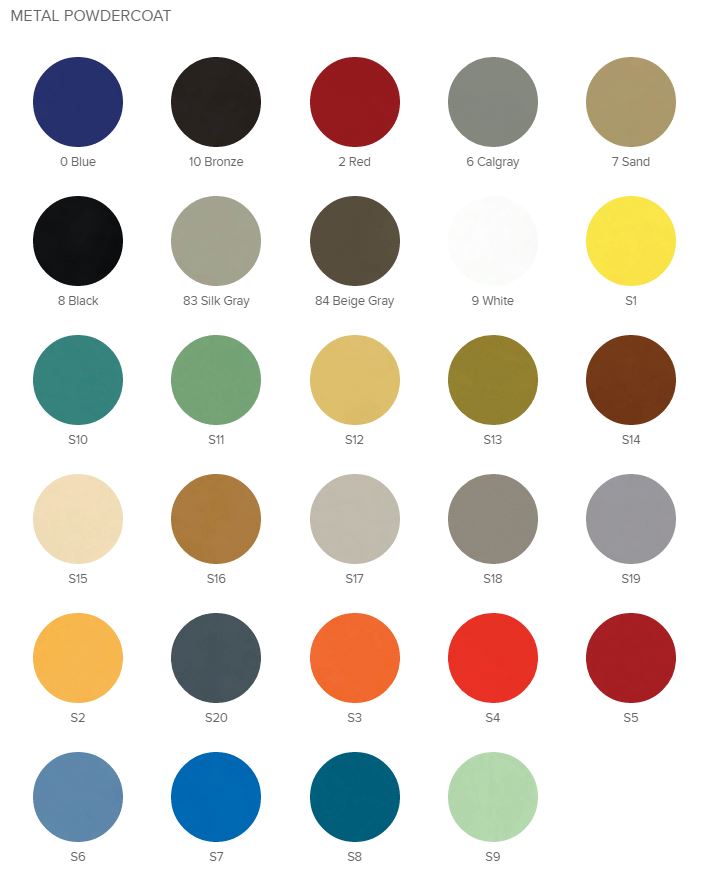 METAL POWDERCOAT
0 Blue
10 Bronze
2 Red
6 Calgray
7 Sand
8 Black
83 Silk Gray
84 Beige Gray
9 White
S1
S10
S11
S12
S13
S14
S15
S16
S17
S18
S19
S2
S20
S3
S4
S5
S6
S7
S8
S9